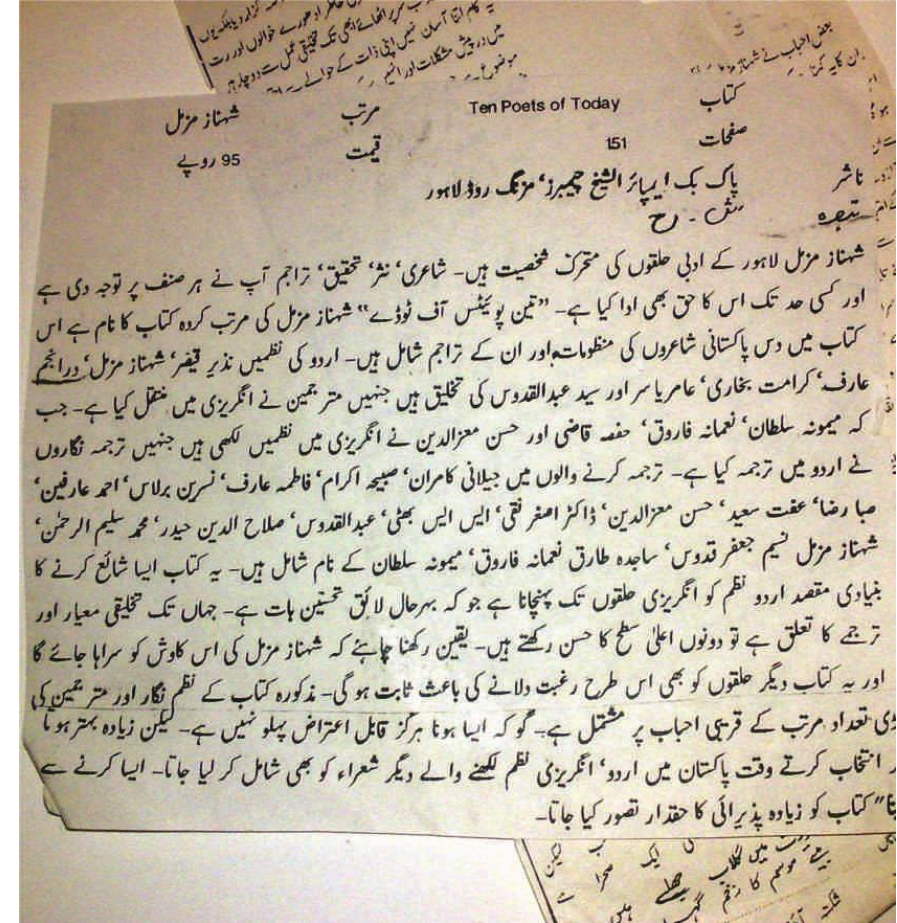 بعض احباب نے شہناز
کتاب Ten Poets of Today مرتب شہناز مزمل
صفحات 151 قیمت 95 روپے
ناشر پاک بک ایمپائر الشیخ چیمبرز، مزنگ روڈ لاہور
تبصرہ ش - رح
شہناز مزمل لاہور کے ادبی حلقوں کی متحرک شخصیت ہیں۔ شاعری، نثر، تحقیق، تراجم آپ نے ہر صنف پر توجہ دی ہے
اور کسی حد تک اس کا حق بھی ادا کیا ہے۔ "تین پوئیٹس آف ٹوڈے" شہناز مزمل کی مرتب کردہ کتاب کا نام ہے اس
کتاب میں دس پاکستانی شاعروں کی منظومات اور ان کے تراجم شامل ہیں۔ اردو کی نظمیں نذیر قیصر، شہناز مزمل، درانجم
عارف، کرامت بخاری، عامر یاسر اور سید عبدالقدوس کی تخلیق ہیں جنہیں مترجمین نے انگریزی میں منتقل کیا ہے۔ جب
کہ میمونہ سلطان، نعمانہ فاروق، حفصہ قاضی اور حسن معزالدین نے انگریزی میں نظمیں لکھی ہیں جنہیں ترجمہ نگاروں
نے اردو میں ترجمہ کیا ہے۔ ترجمہ کرنے والوں میں جیلانی کامران، صبیحہ اکرام، فاطمہ عارف، نسرین برلاس، احمد عارفین،
صبا رضا، عفت سعید، حسن معزالدین، ڈاکٹر اصغر نقی، ایس ایس بھٹی، عبدالقدوس، صلاح الدین حیدر، محمد سلیم الرحمٰن،
شہناز مزمل نسیم جعفر قدوس، ساجدہ طارق نعمانہ فاروق، میمونہ سلطان کے نام شامل ہیں۔ یہ کتاب ایسا شائع کرنے کا
بنیادی مقصد اردو نظم کو انگریزی حلقوں تک پہنچانا ہے جو کہ بہرحال لائق تحسین بات ہے۔ جہاں تک تخلیقی معیار اور
ترجمے کا تعلق ہے تو دونوں اعلیٰ سطح کا حسن رکھتے ہیں۔ یقین رکھنا چاہئے کہ شہناز مزمل کی اس کاوش کو سراہا جائے گا
اور یہ کتاب دیگر حلقوں کو بھی اس طرح رغبت دلانے کی باعث ثابت ہو گی۔ مذکورہ کتاب کے نظم نگار اور مترجمین کی
تعداد مرتب کے قریبی احباب پر مشتمل ہے۔ گو کہ ایسا ہونا ہرگز قابل اعتراض پہلو نہیں ہے۔ لیکن زیادہ بہتر ہوتا
انتخاب کرتے وقت پاکستان میں اردو، انگریزی نظم لکھنے والے دیگر شعراء کو بھی شامل کر لیا جاتا۔ ایسا کرنے سے
کتاب کو زیادہ پذیرائی کا حقدار تصور کیا جاتا۔